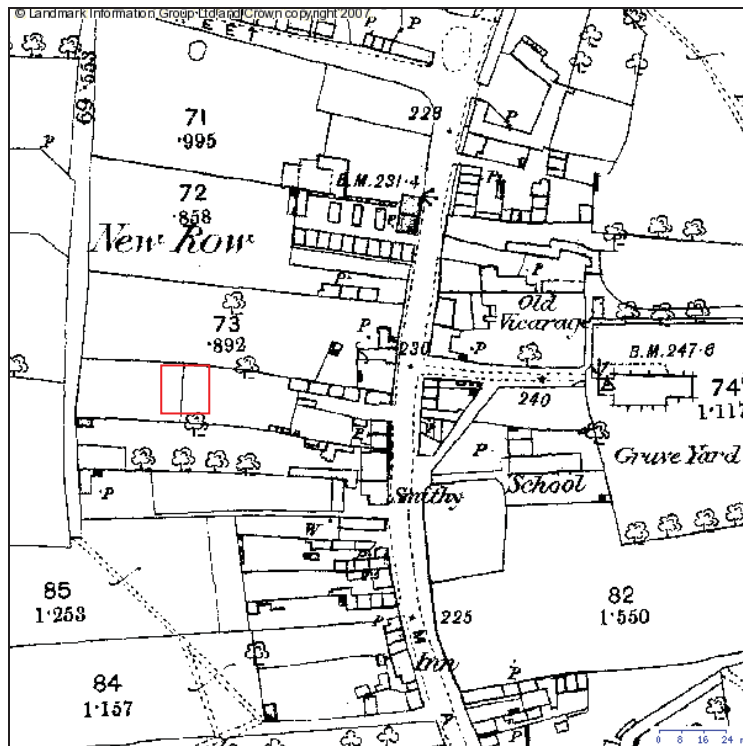 © Landmark Information Group Ltd and Crown copyright 2007
P P
69 ·553
71
·995
228
P
P
P
72
·858
B.M.231·4
P
New Row
P
P
Old
Vicarage
73
·892
P
230
P
B.M. 247·6
240
74
1·117
P
P
Grave Yard
P
Smithy
School
W
85
1·253
82
1·550
225
P
M
Inn
84
1·157
P
P
A
0 8 16 24